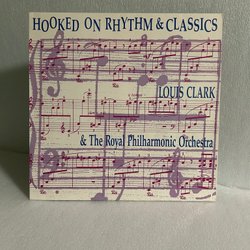 HOOKED ON RHYTHM & CLASSICS
LOUIS CLARK
& The Royal Philharmonic Orchestra